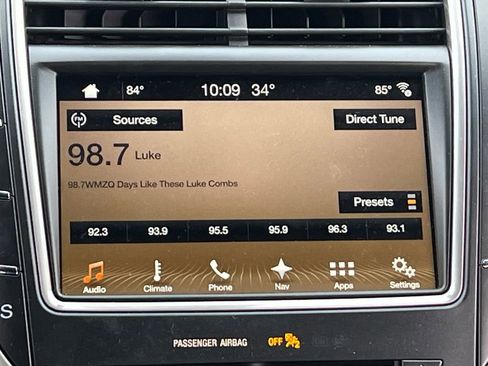 84° 10:09 34° 85°
FM Sources Direct Tune
98.7 Luke
98.7WMZQ Days Like These Luke Combs
Presets
92.3 93.9 95.5 95.9 96.3 93.1
Audio Climate Phone Nav Apps Settings
S
PASSENGER AIRBAG OFF 2